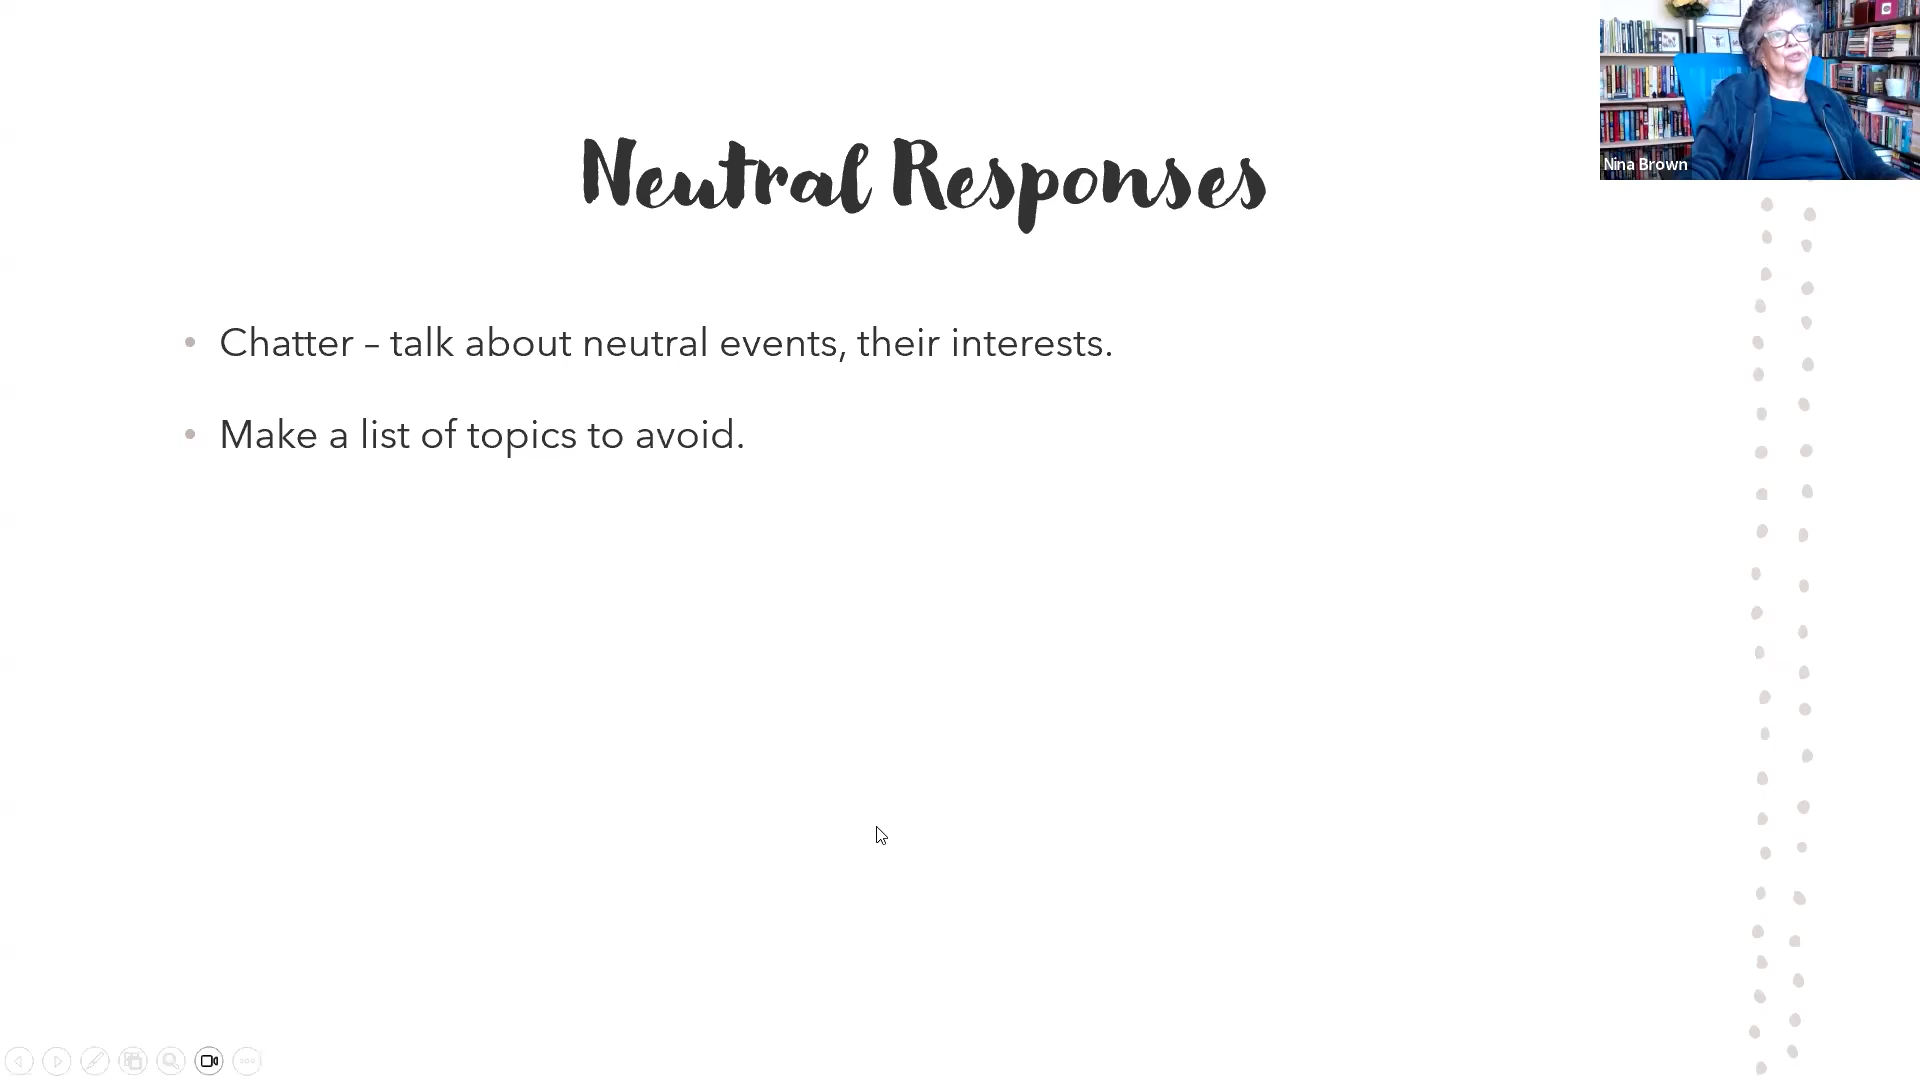 Neutral Responses
Chatter – talk about neutral events, their interests.
Make a list of topics to avoid.
Nina Brown